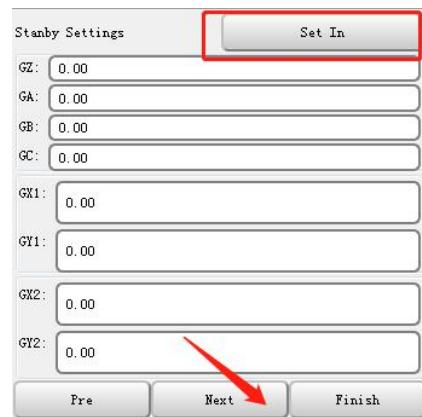 Stanby Settings Set In
GZ: 0.00
GA: 0.00
GB: 0.00
GC: 0.00
GX1: 0.00
GY1: 0.00
GX2: 0.00
GY2: 0.00
Pre Next Finish